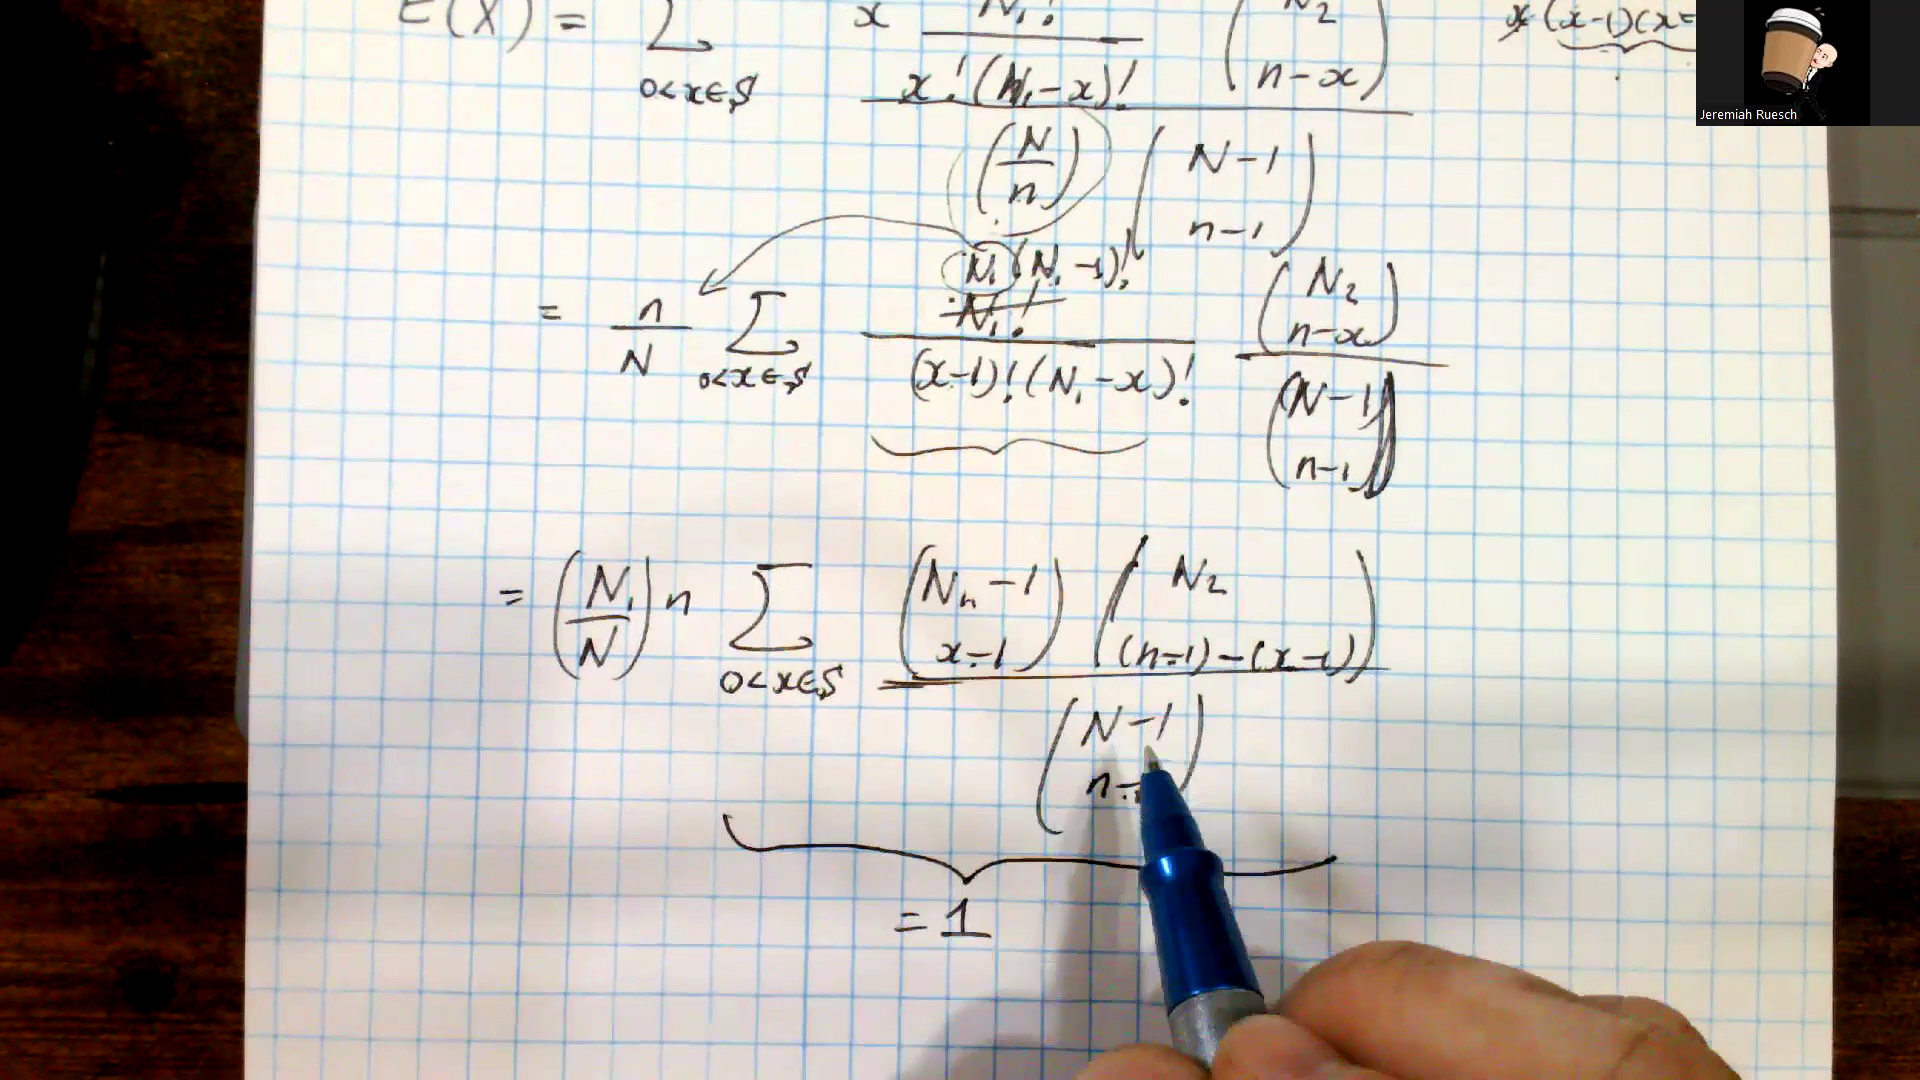 E(X) = ∑ x N₁! ( N₂
0<x∈S x!(N₁-x)! n-x )
x (x-1)(x=
Jeremiah Ruesch
(N/n) ( N-1
n-1 )
N₁(N₁-1)!
= n/N ∑ N₁! ( N₂
n-x )
0<x∈S (x-1)!(N₁-x)! ( N-1
n-1 )
= (N₁/N) n ∑ ( Nₙ-1 ) ( N₂ )
0<x∈S ( x-1 ) ( (n-1)-(x-1) )
( N-1
n-
= 1